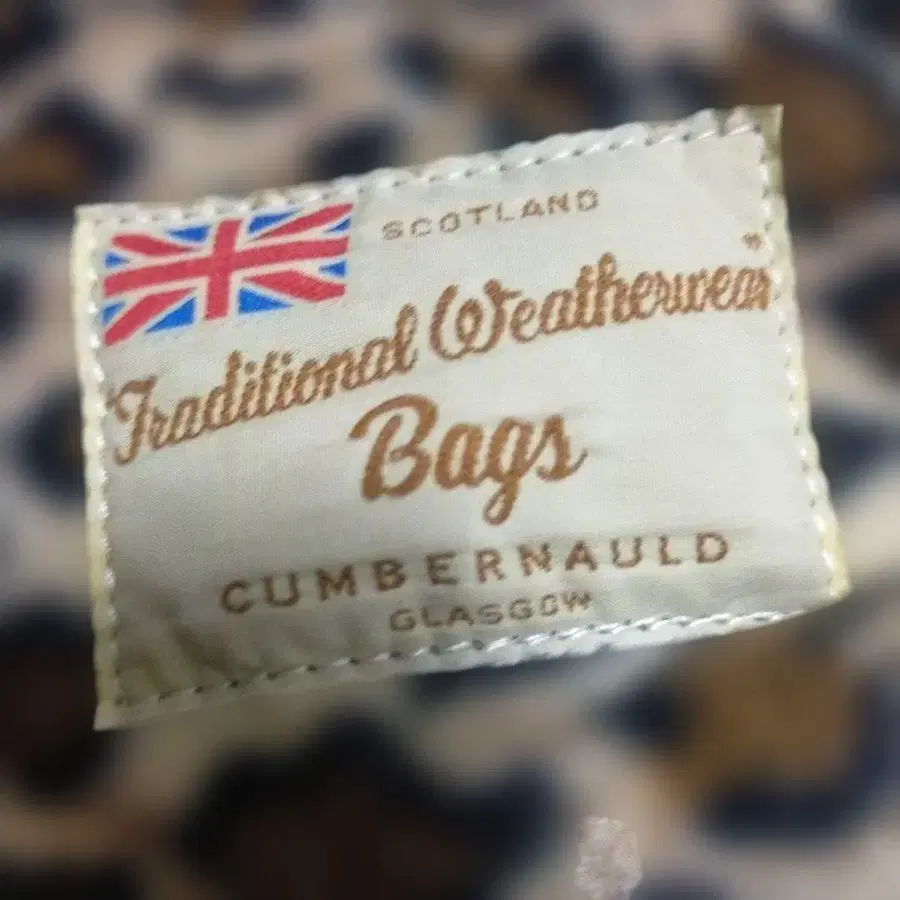 SCOTLAND
Traditional Weatherwear
Bags
CUMBERNAULD
GLASGOW